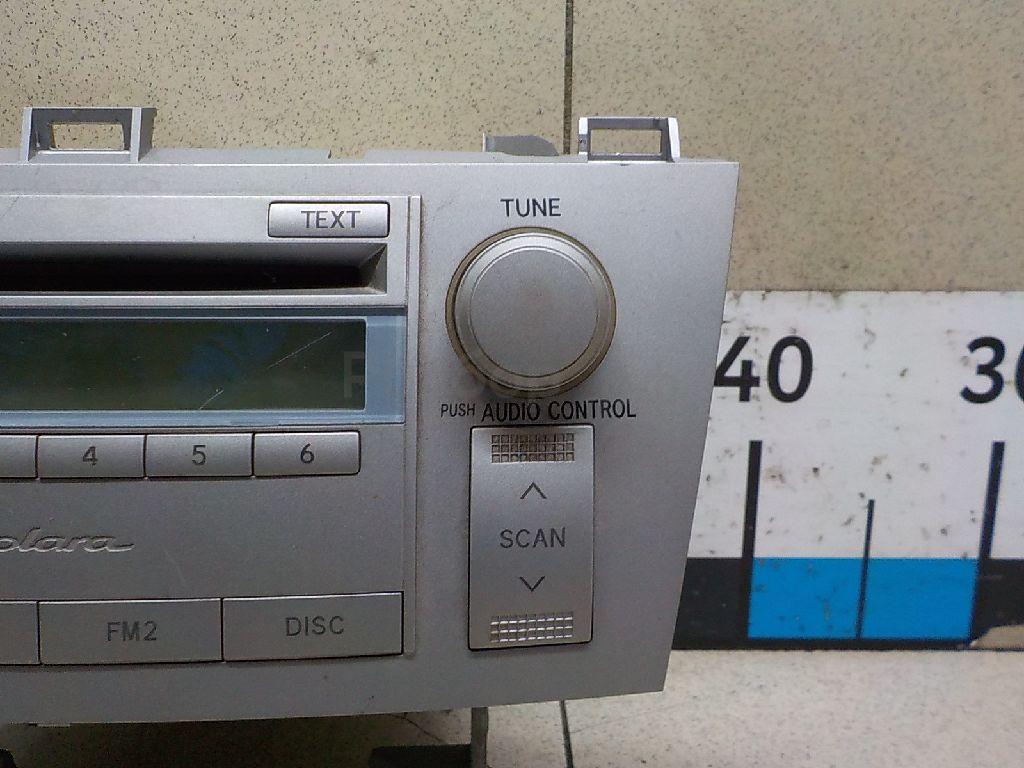 TUNE
TEXT
40
PUSH AUDIO CONTROL
4 5 6
SCAN
FM2 DISC